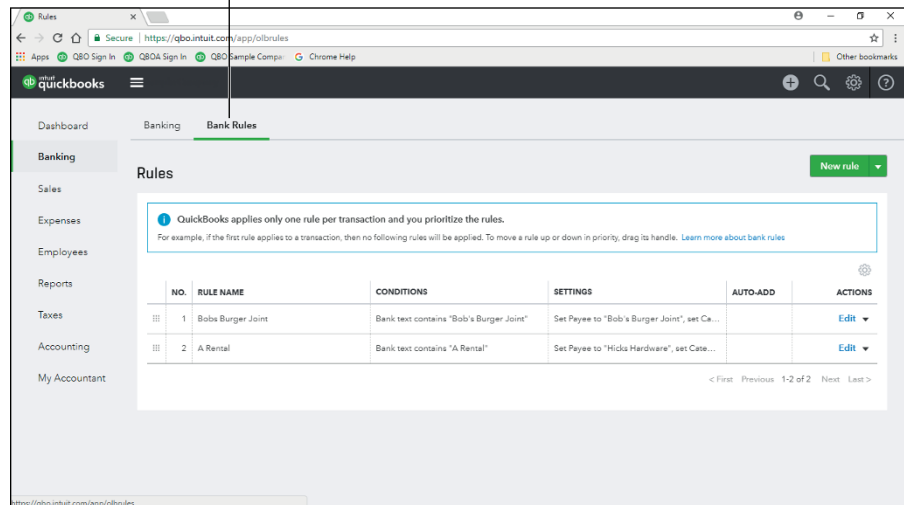 Rules
Secure https://qbo.intuit.com/app/olbrules
Apps QBO Sign In QBOA Sign In QBO Sample Compa G Chrome Help Other bookmarks
qb intuit quickbooks
Dashboard Banking Bank Rules
Banking
Rules New rule
Sales
Expenses
i QuickBooks applies only one rule per transaction and you prioritize the rules.
For example, if the first rule applies to a transaction, then no following rules will be applied. To move a rule up or down in priority, drag its handle. Learn more about bank rules
Employees
Reports
NO. RULE NAME CONDITIONS SETTINGS AUTO-ADD ACTIONS
Taxes
1 Bobs Burger Joint Bank text contains "Bob's Burger Joint" Set Payee to "Bob's Burger Joint", set Ca... Edit
Accounting
2 A Rental Bank text contains "A Rental" Set Payee to "Hicks Hardware", set Cate... Edit
My Accountant
<First Previous 1-2 of 2 Next Last>
https://qbo.intuit.com/app/olbrules